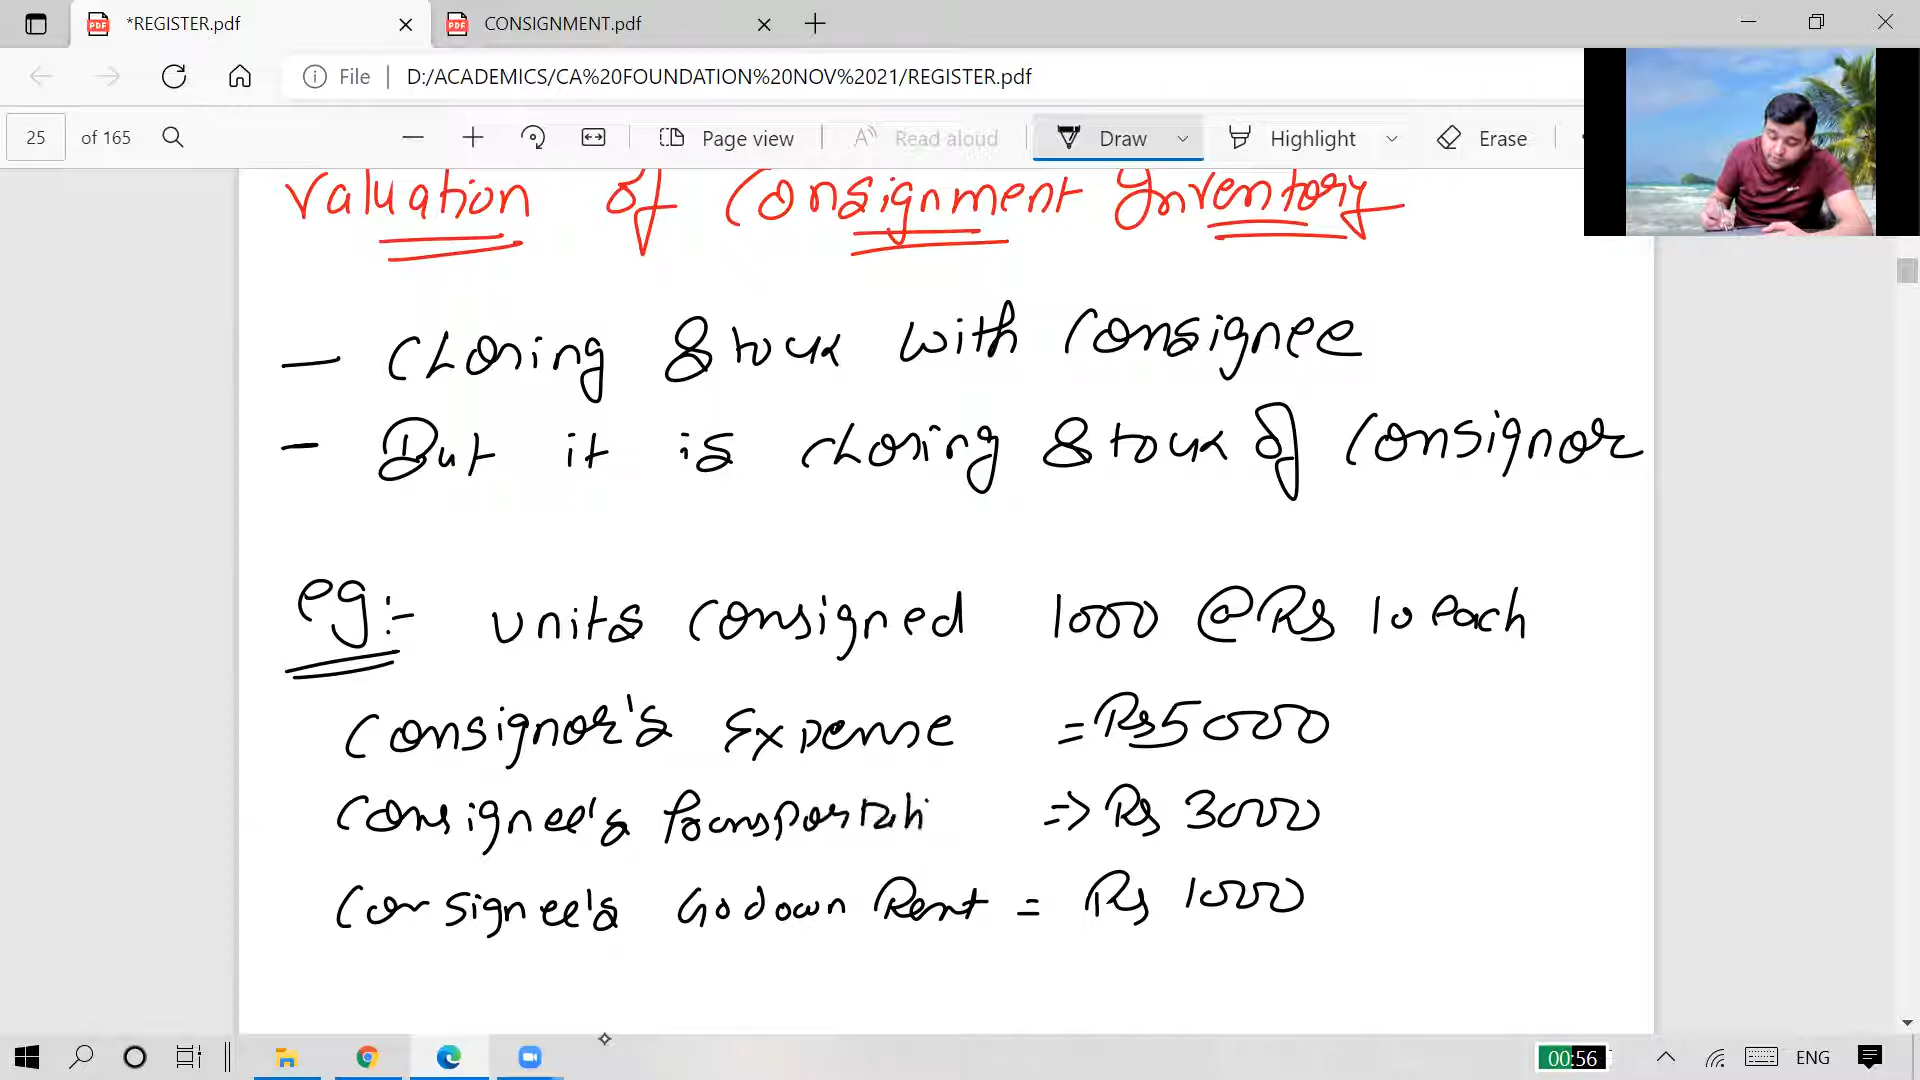 *REGISTER.pdf
CONSIGNMENT.pdf
File D:/ACADEMICS/CA%20FOUNDATION%20NOV%2021/REGISTER.pdf
25 of 165 Page view Read aloud Draw Highlight Erase
Valuation of Consignment Inventory
- Closing Stock with Consignee
- But it is closing Stock of Consignor
eg:- units consigned 1000 @ Rs 10 each
Consignor's Expense = Rs 5000
Consignee's => Rs 3000
Consignee's Godown Rent = Rs 1000
00:56 ENG